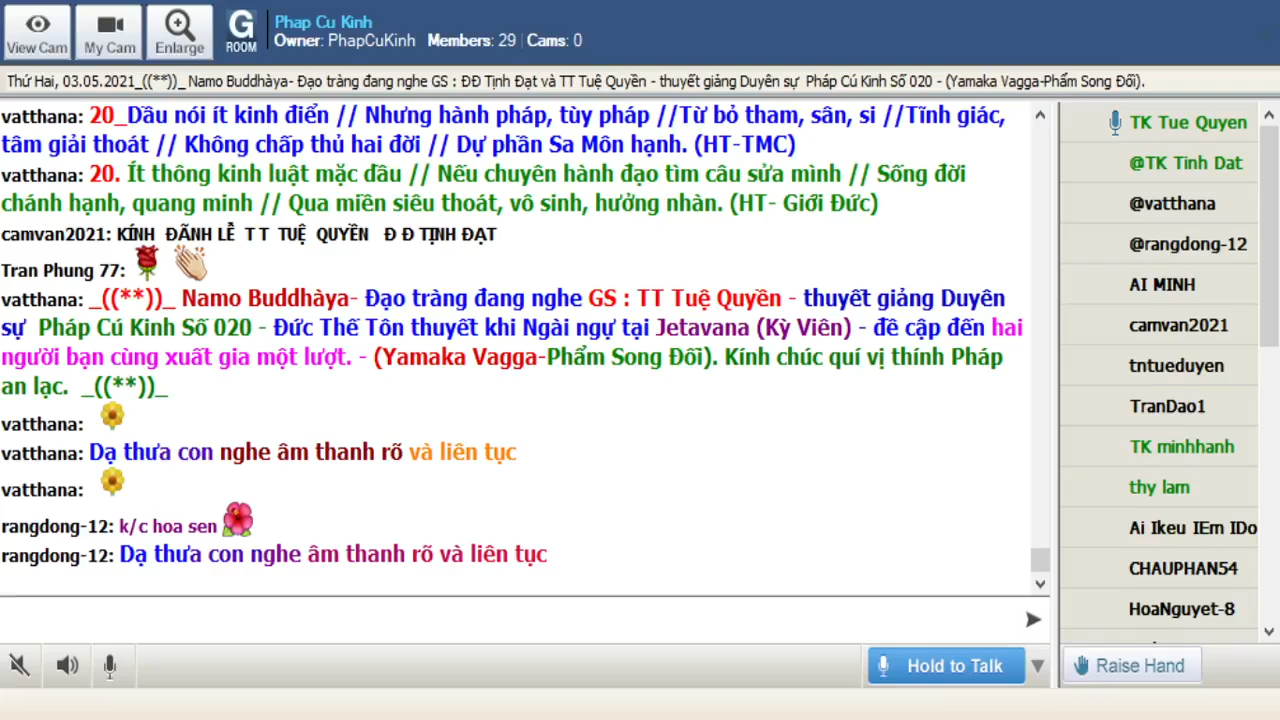 View Cam
My Cam
Enlarge
G
ROOM
Phap Cu Kinh
Owner: PhapCuKinh Members: 29 | Cams: 0
Thứ Hai, 03.05.2021_((**))_ Namo Buddhàya- Đạo tràng đang nghe GS : ĐĐ Tịnh Đạt và TT Tuệ Quyền - thuyết giảng Duyên sự Pháp Cú Kinh Số 020 - (Yamaka Vagga-Phẩm Song Đối).
vatthana: 20_Dầu nói ít kinh điển // Nhưng hành pháp, tùy pháp //Từ bỏ tham, sân, si //Tĩnh giác,
tâm giải thoát // Không chấp thủ hai đời // Dự phần Sa Môn hạnh. (HT-TMC)
vatthana: 20. Ít thông kinh luật mặc dầu // Nếu chuyên hành đạo tìm câu sửa mình // Sống đời
chánh hạnh, quang minh // Qua miền siêu thoát, vô sinh, hưởng nhàn. (HT- Giới Đức)
camvan2021: KÍNH ĐÃNH LỄ T T TUỆ QUYỀN Đ Đ TỊNH ĐẠT
Tran Phung 77:
vatthana: _((**))_ Namo Buddhàya- Đạo tràng đang nghe GS : TT Tuệ Quyền - thuyết giảng Duyên
sự Pháp Cú Kinh Số 020 - Đức Thế Tôn thuyết khi Ngài ngự tại Jetavana (Kỳ Viên) - đề cập đến hai
người bạn cùng xuất gia một lượt. - (Yamaka Vagga-Phẩm Song Đối). Kính chúc quí vị thính Pháp
an lạc. _((**))_
vatthana:
vatthana: Dạ thưa con nghe âm thanh rõ và liên tục
vatthana:
rangdong-12: k/c hoa sen
rangdong-12: Dạ thưa con nghe âm thanh rõ và liên tục
TK Tue Quyen
@TK Tinh Dat
@vatthana
@rangdong-12
AI MINH
camvan2021
tntueduyen
TranDao1
TK minhhanh
thy lam
Ai Ikeu IEm IDo
CHAUPHAN54
HoaNguyet-8
Hold to Talk
Raise Hand